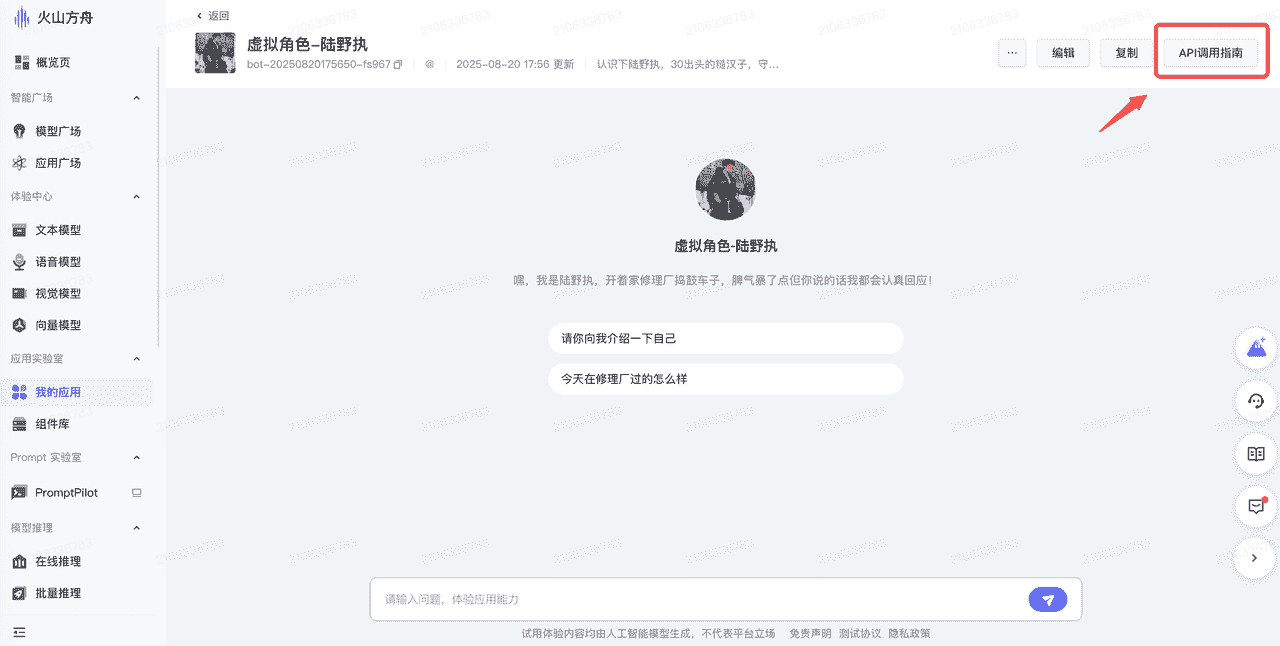 火山方舟
概览页
智能广场
模型广场
应用广场
体验中心
文本模型
语音模型
视觉模型
向量模型
应用实验室
我的应用
组件库
Prompt 实验室
PromptPilot
模型推理
在线推理
批量推理
返回
虚拟角色–陆野执
bot-20250820175650-fs967
2025-08-20 17:56 更新
认识下陆野执，30出头的糙汉子，守...
编辑
复制
API调用指南
虚拟角色-陆野执
嘿，我是陆野执，开着家修理厂捣鼓车子，脾气暴了点但你说的话我都会认真回应！
请你向我介绍一下自己
今天在修理厂过的怎么样
请输入问题，体验应用能力
试用体验内容均由人工智能模型生成，不代表平台立场 免责声明 测试协议 隐私政策
2106336783